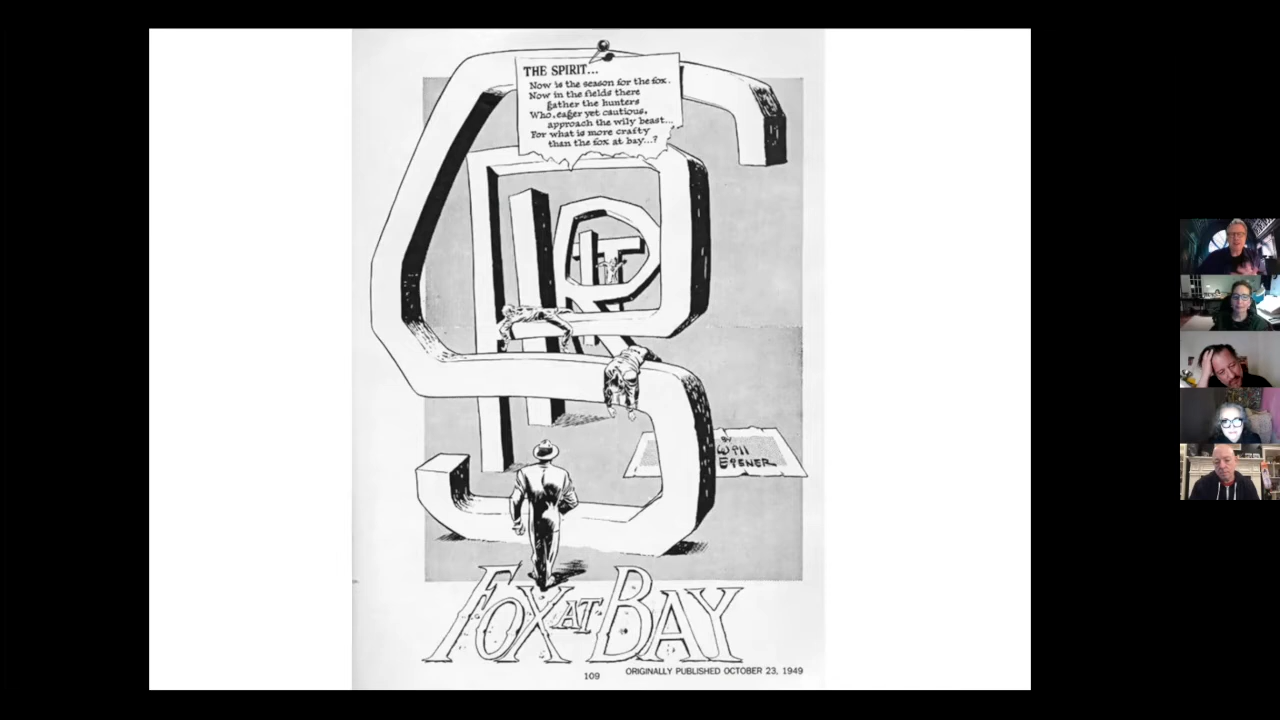 THE SPIRIT...
Now is the season for the fox.
Now in the fields there
gather the hunters
Who, eager yet cautious,
approach the wily beast...
For what is more crafty
than the fox at bay...?
SPIRIT
BY
Will
EISNER
FOX AT BAY
ORIGINALLY PUBLISHED OCTOBER 23, 1949
109